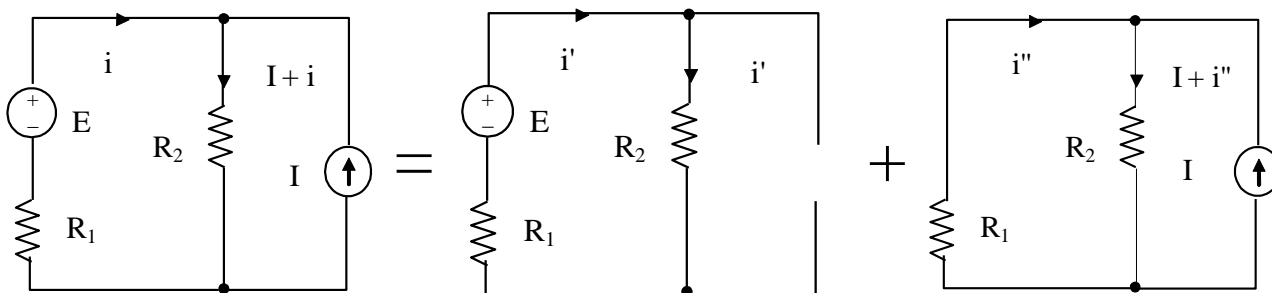 i
I + i
+
−
E
R₂
I
R₁
=
i'
i'
+
−
E
R₂
R₁
+
i"
I + i"
R₂
I
R₁